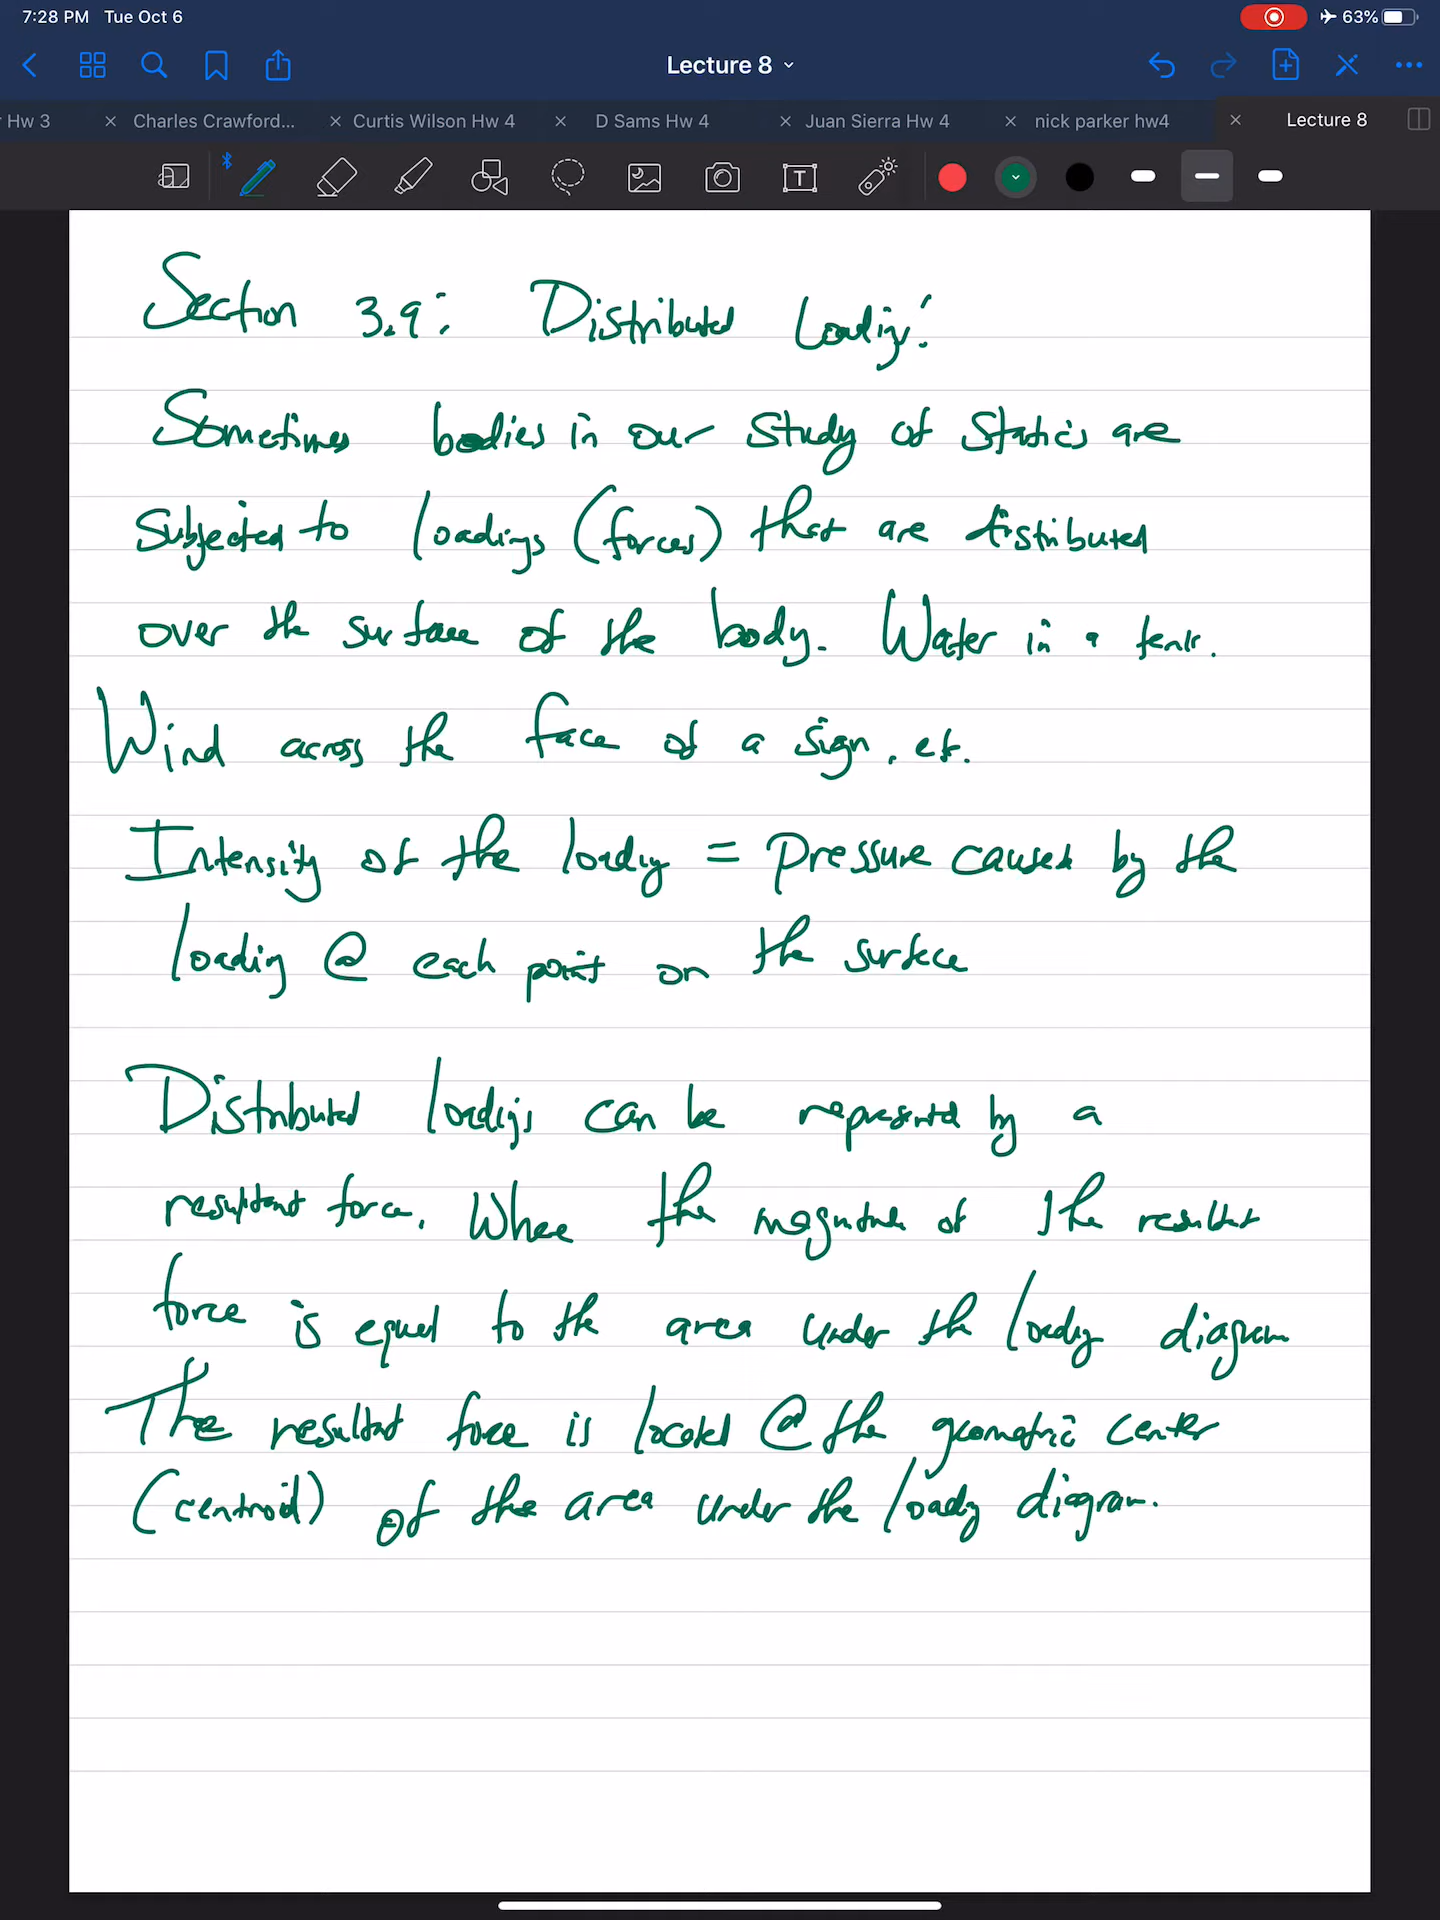 7:28 PM Tue Oct 6
63%
Lecture 8
Hw 3
Charles Crawford...
Curtis Wilson Hw 4
D Sams Hw 4
Juan Sierra Hw 4
nick parker hw4
Lecture 8
T
Section 3.9: Distributed Loading:
Sometimes bodies in our study of Statics are
subjected to loadings (forces) that are distributed
over the surface of the body. Water in a tank.
Wind across the face of a sign, etc.
Intensity of the loading = pressure caused by the
loading @ each point on the surface
Distributed loadings can be represented by a
resultant force. Where the magnitude of the resultant
force is equal to the area under the loading diagram
The resultant force is located @ the geometric center
(centroid) of the area under the loading diagram.